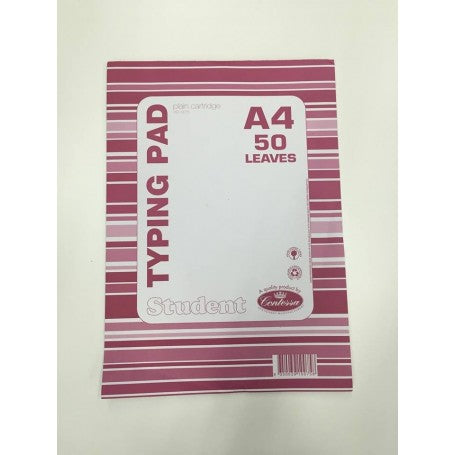 plain cartridge
A4
50
LEAVES
TYPING PAD
Student
A quality product by
Contessa